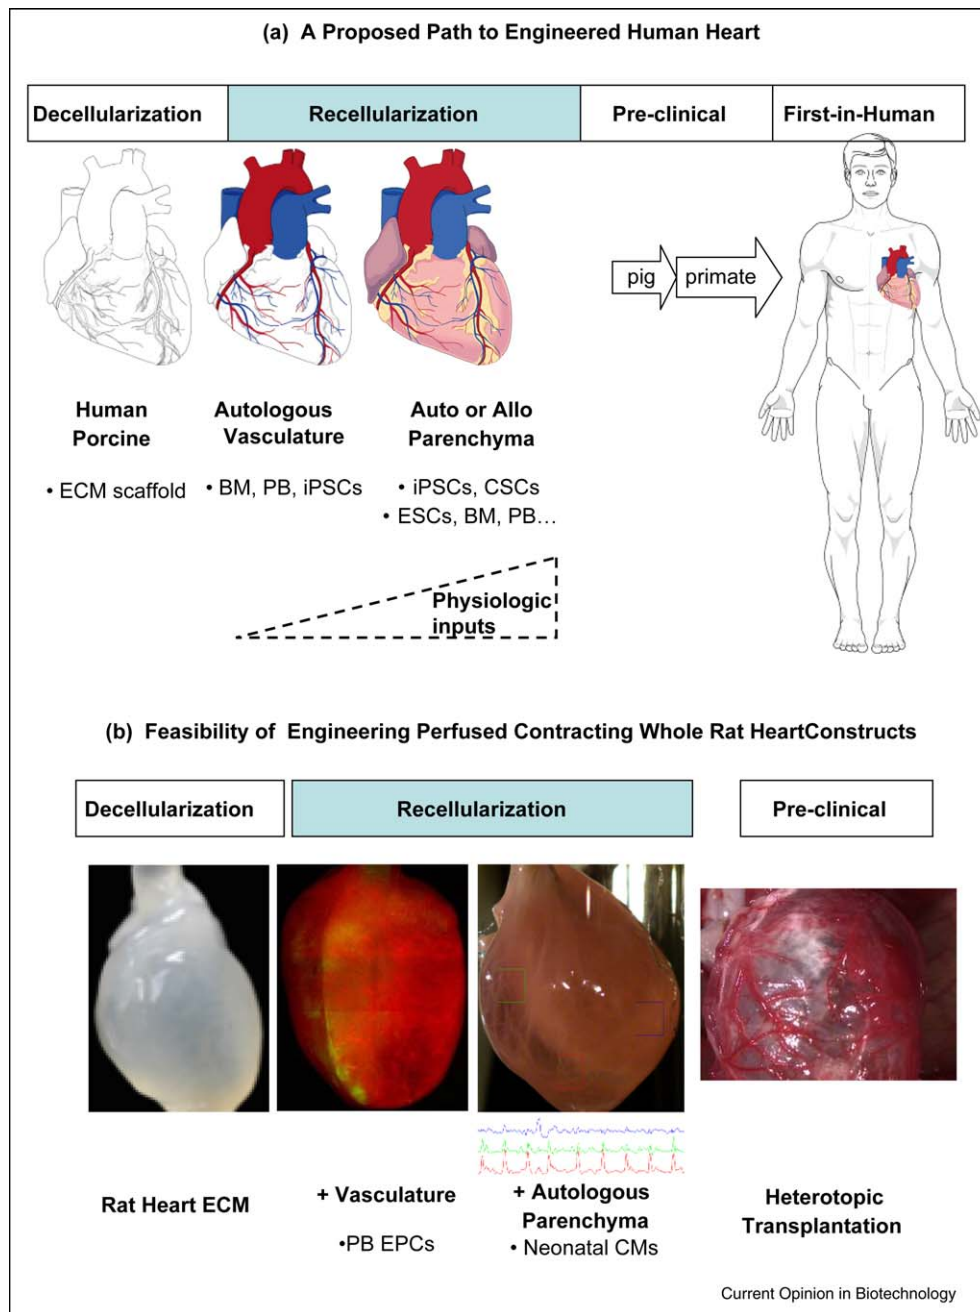 (a) A Proposed Path to Engineered Human Heart
Decellularization
Recellularization
Pre-clinical
First-in-Human
pig
primate
Human
Porcine
• ECM scaffold
Autologous
Vasculature
• BM, PB, iPSCs
Auto or Allo
Parenchyma
• iPSCs, CSCs
• ESCs, BM, PB…
Physiologic
inputs
(b) Feasibility of Engineering Perfused Contracting Whole Rat HeartConstructs
Decellularization
Recellularization
Pre-clinical
Rat Heart ECM
+ Vasculature
•PB EPCs
+ Autologous
Parenchyma
• Neonatal CMs
Heterotopic
Transplantation
Current Opinion in Biotechnology